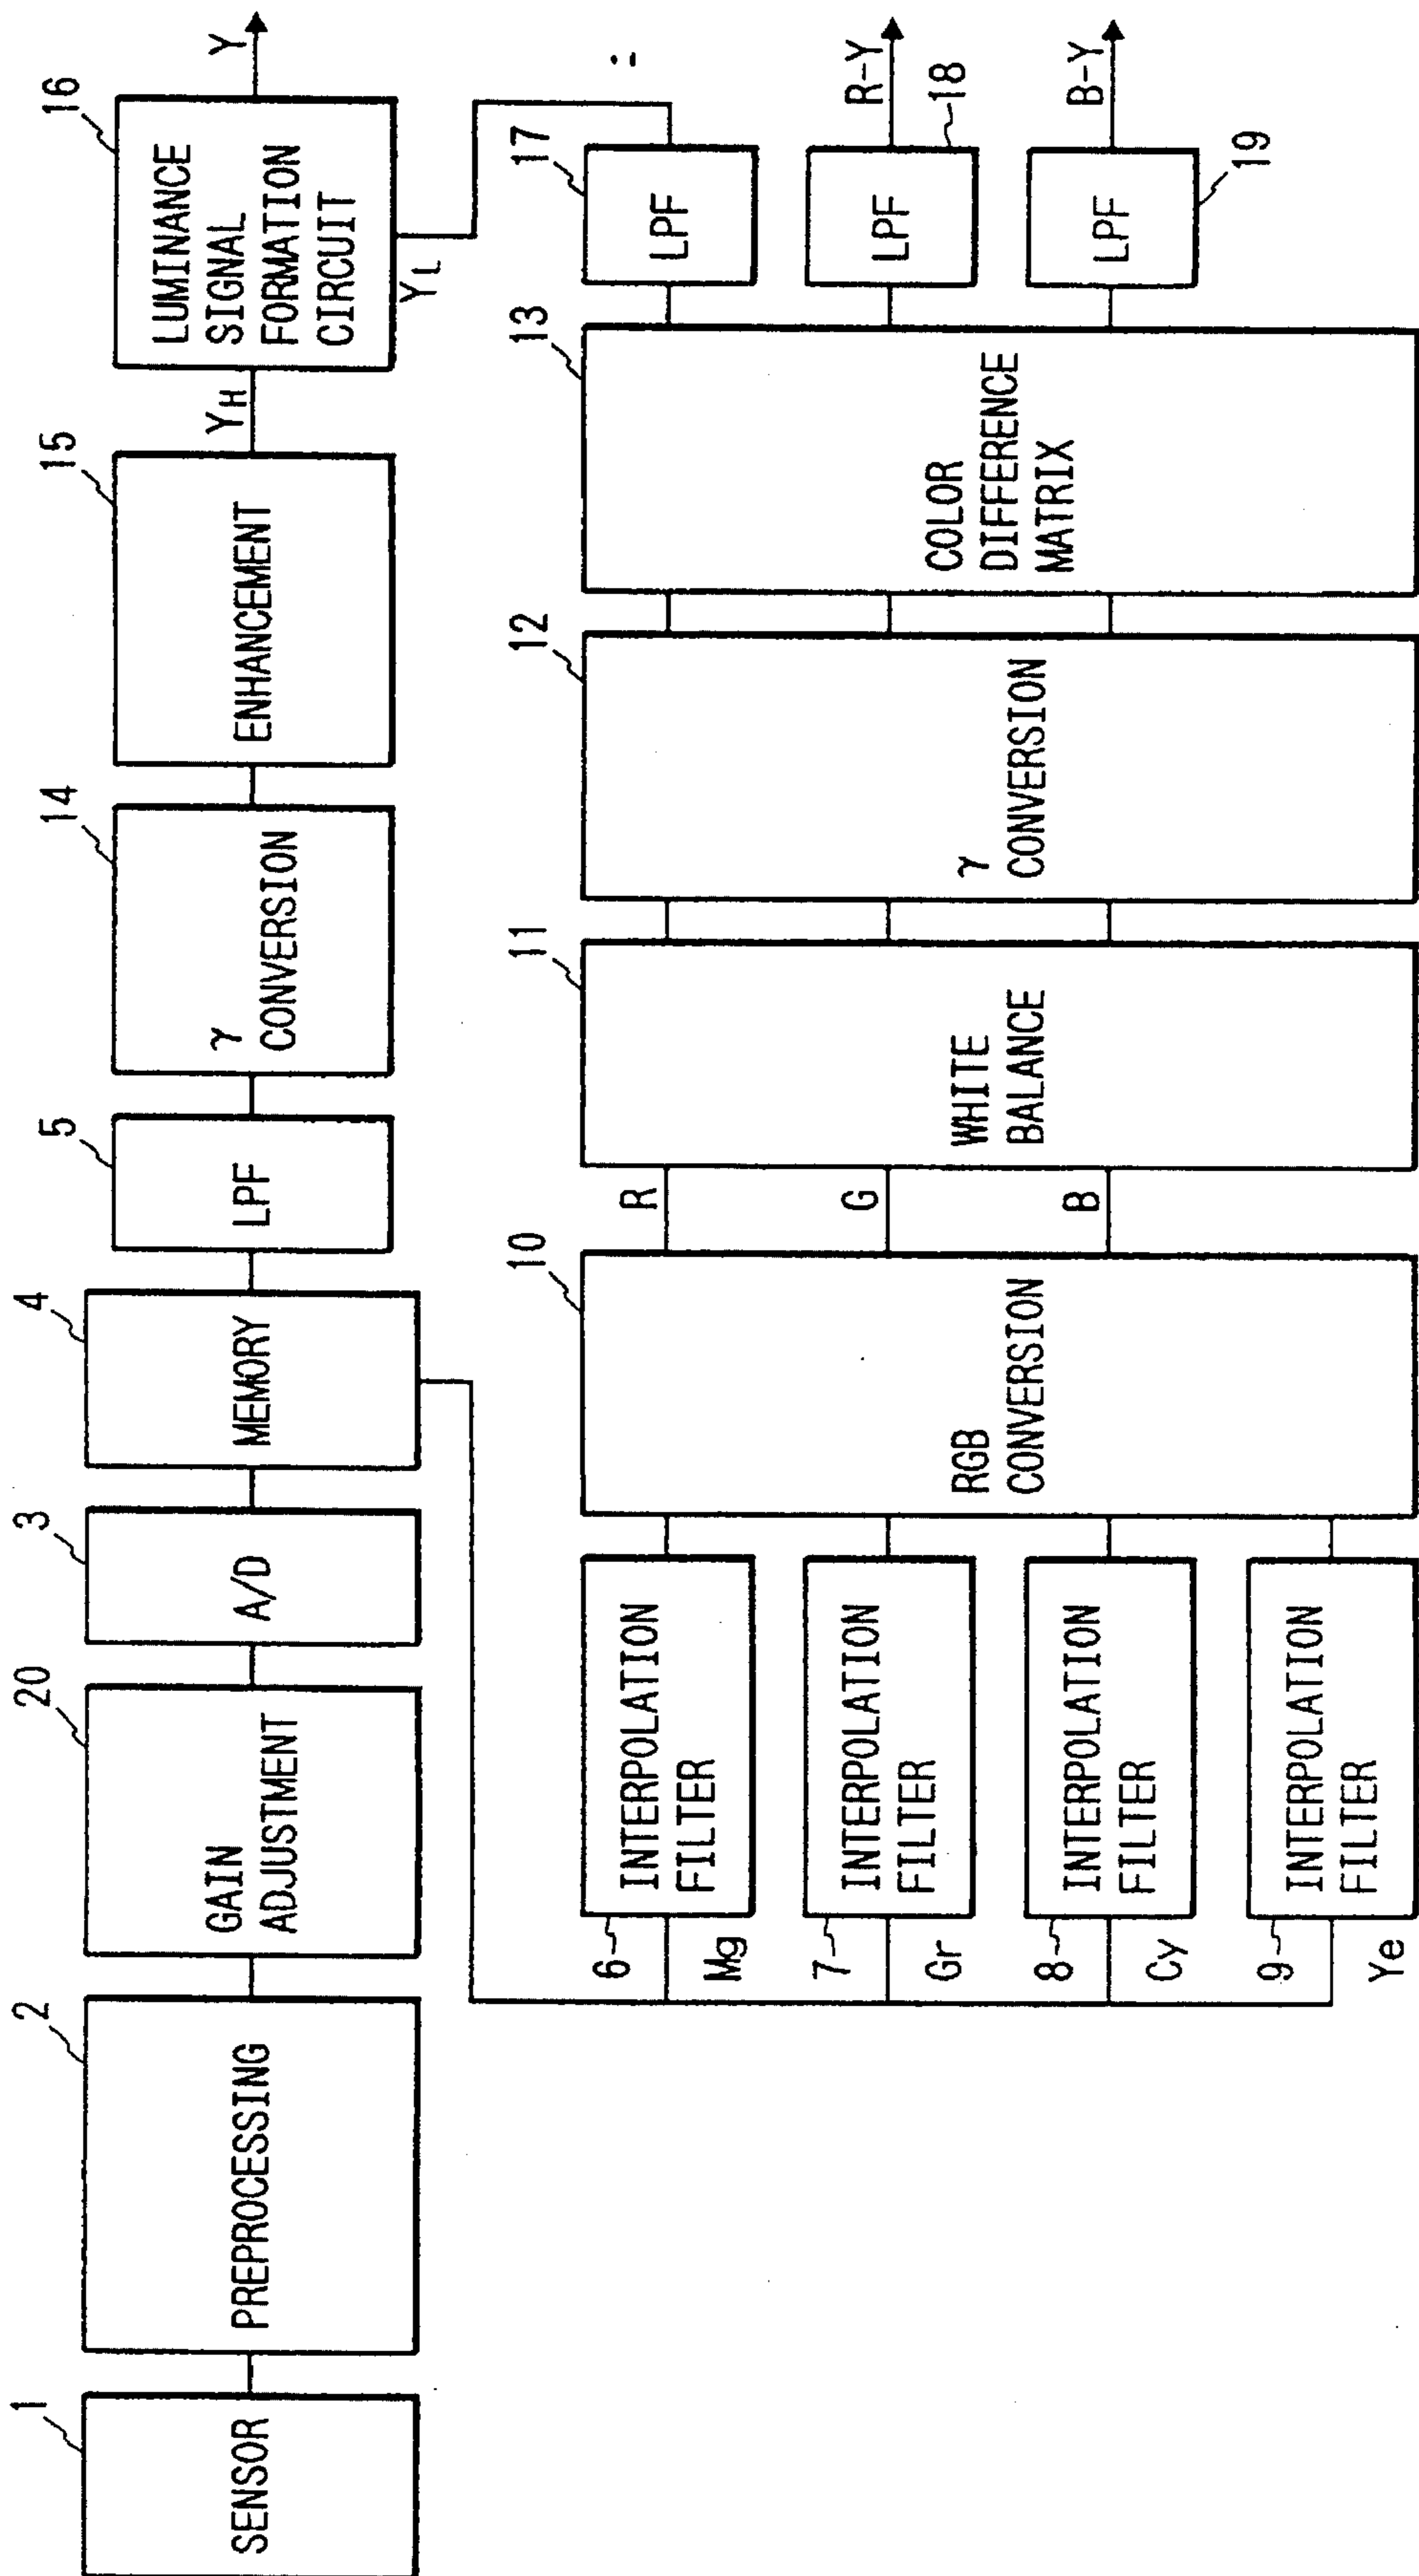 1
SENSOR
2
PREPROCESSING
20
GAIN
ADJUSTMENT
3
A/D
4
MEMORY
5
LPF
14
γ
CONVERSION
15
ENHANCEMENT
YH
16
LUMINANCE
SIGNAL
FORMATION
CIRCUIT
Y
YL
6
Mg
INTERPOLATION
FILTER
7
Gr
INTERPOLATION
FILTER
8
Cy
INTERPOLATION
FILTER
9
Ye
INTERPOLATION
FILTER
10
RGB
CONVERSION
R
G
B
11
WHITE
BALANCE
12
γ
CONVERSION
13
COLOR
DIFFERENCE
MATRIX
17
LPF
LPF
18
R-Y
LPF
19
B-Y